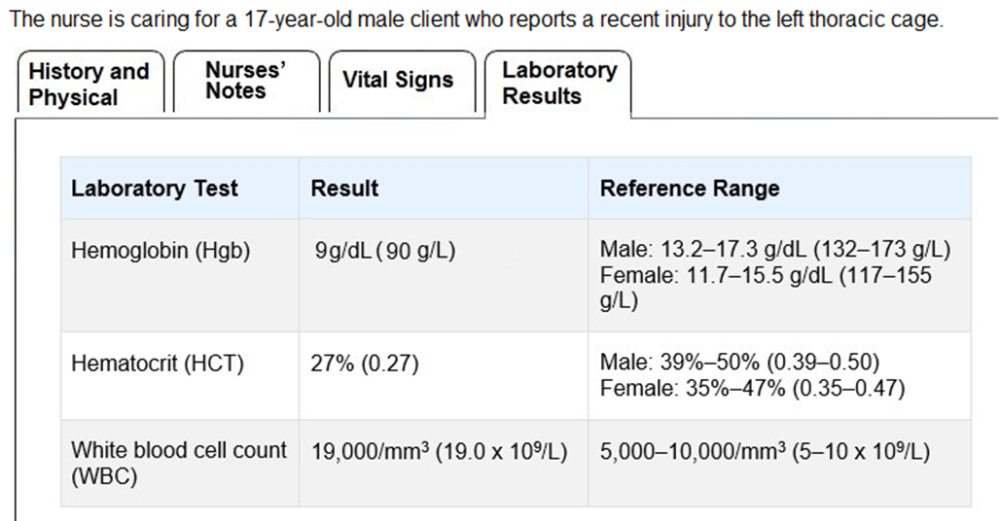 The nurse is caring for a 17-year-old male client who reports a recent injury to the left thoracic cage.
History and
Physical
Nurses’
Notes
Vital Signs
Laboratory
Results
Laboratory Test
Result
Reference Range
Hemoglobin (Hgb)
9g/dL (90 g/L)
Male: 13.2–17.3 g/dL (132–173 g/L)
Female: 11.7–15.5 g/dL (117–155
g/L)
Hematocrit (HCT)
27% (0.27)
Male: 39%–50% (0.39–0.50)
Female: 35%–47% (0.35–0.47)
White blood cell count
(WBC)
19,000/mm³ (19.0 x 10⁹/L)
5,000–10,000/mm³ (5–10 x 10⁹/L)